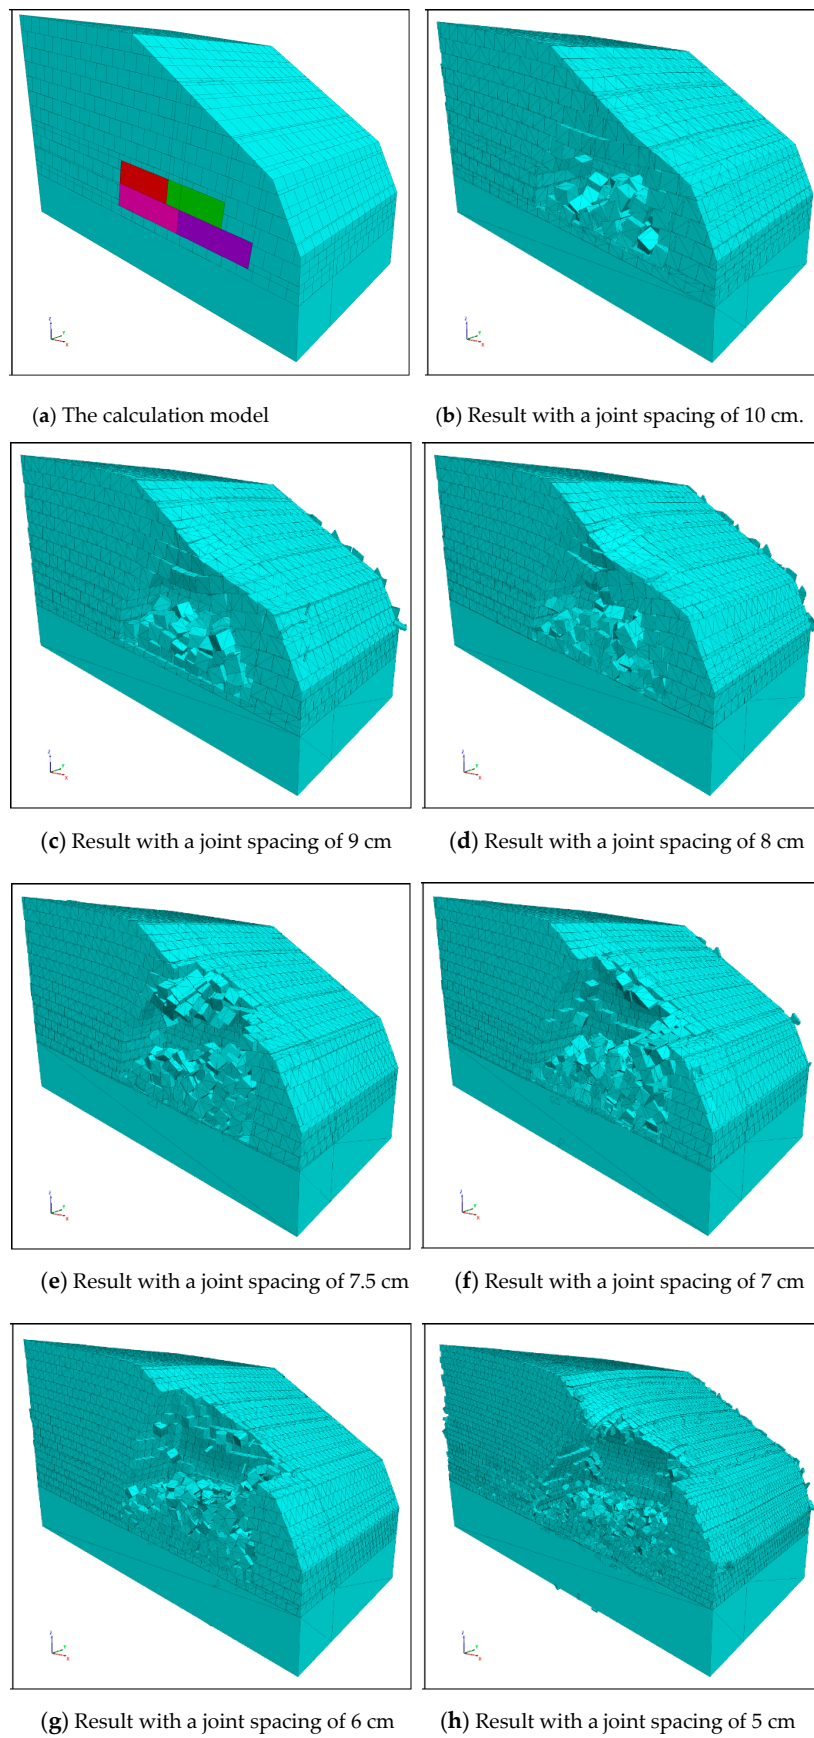 (a) The calculation model
(b) Result with a joint spacing of 10 cm.
(c) Result with a joint spacing of 9 cm
(d) Result with a joint spacing of 8 cm
(e) Result with a joint spacing of 7.5 cm
(f) Result with a joint spacing of 7 cm
(g) Result with a joint spacing of 6 cm
(h) Result with a joint spacing of 5 cm